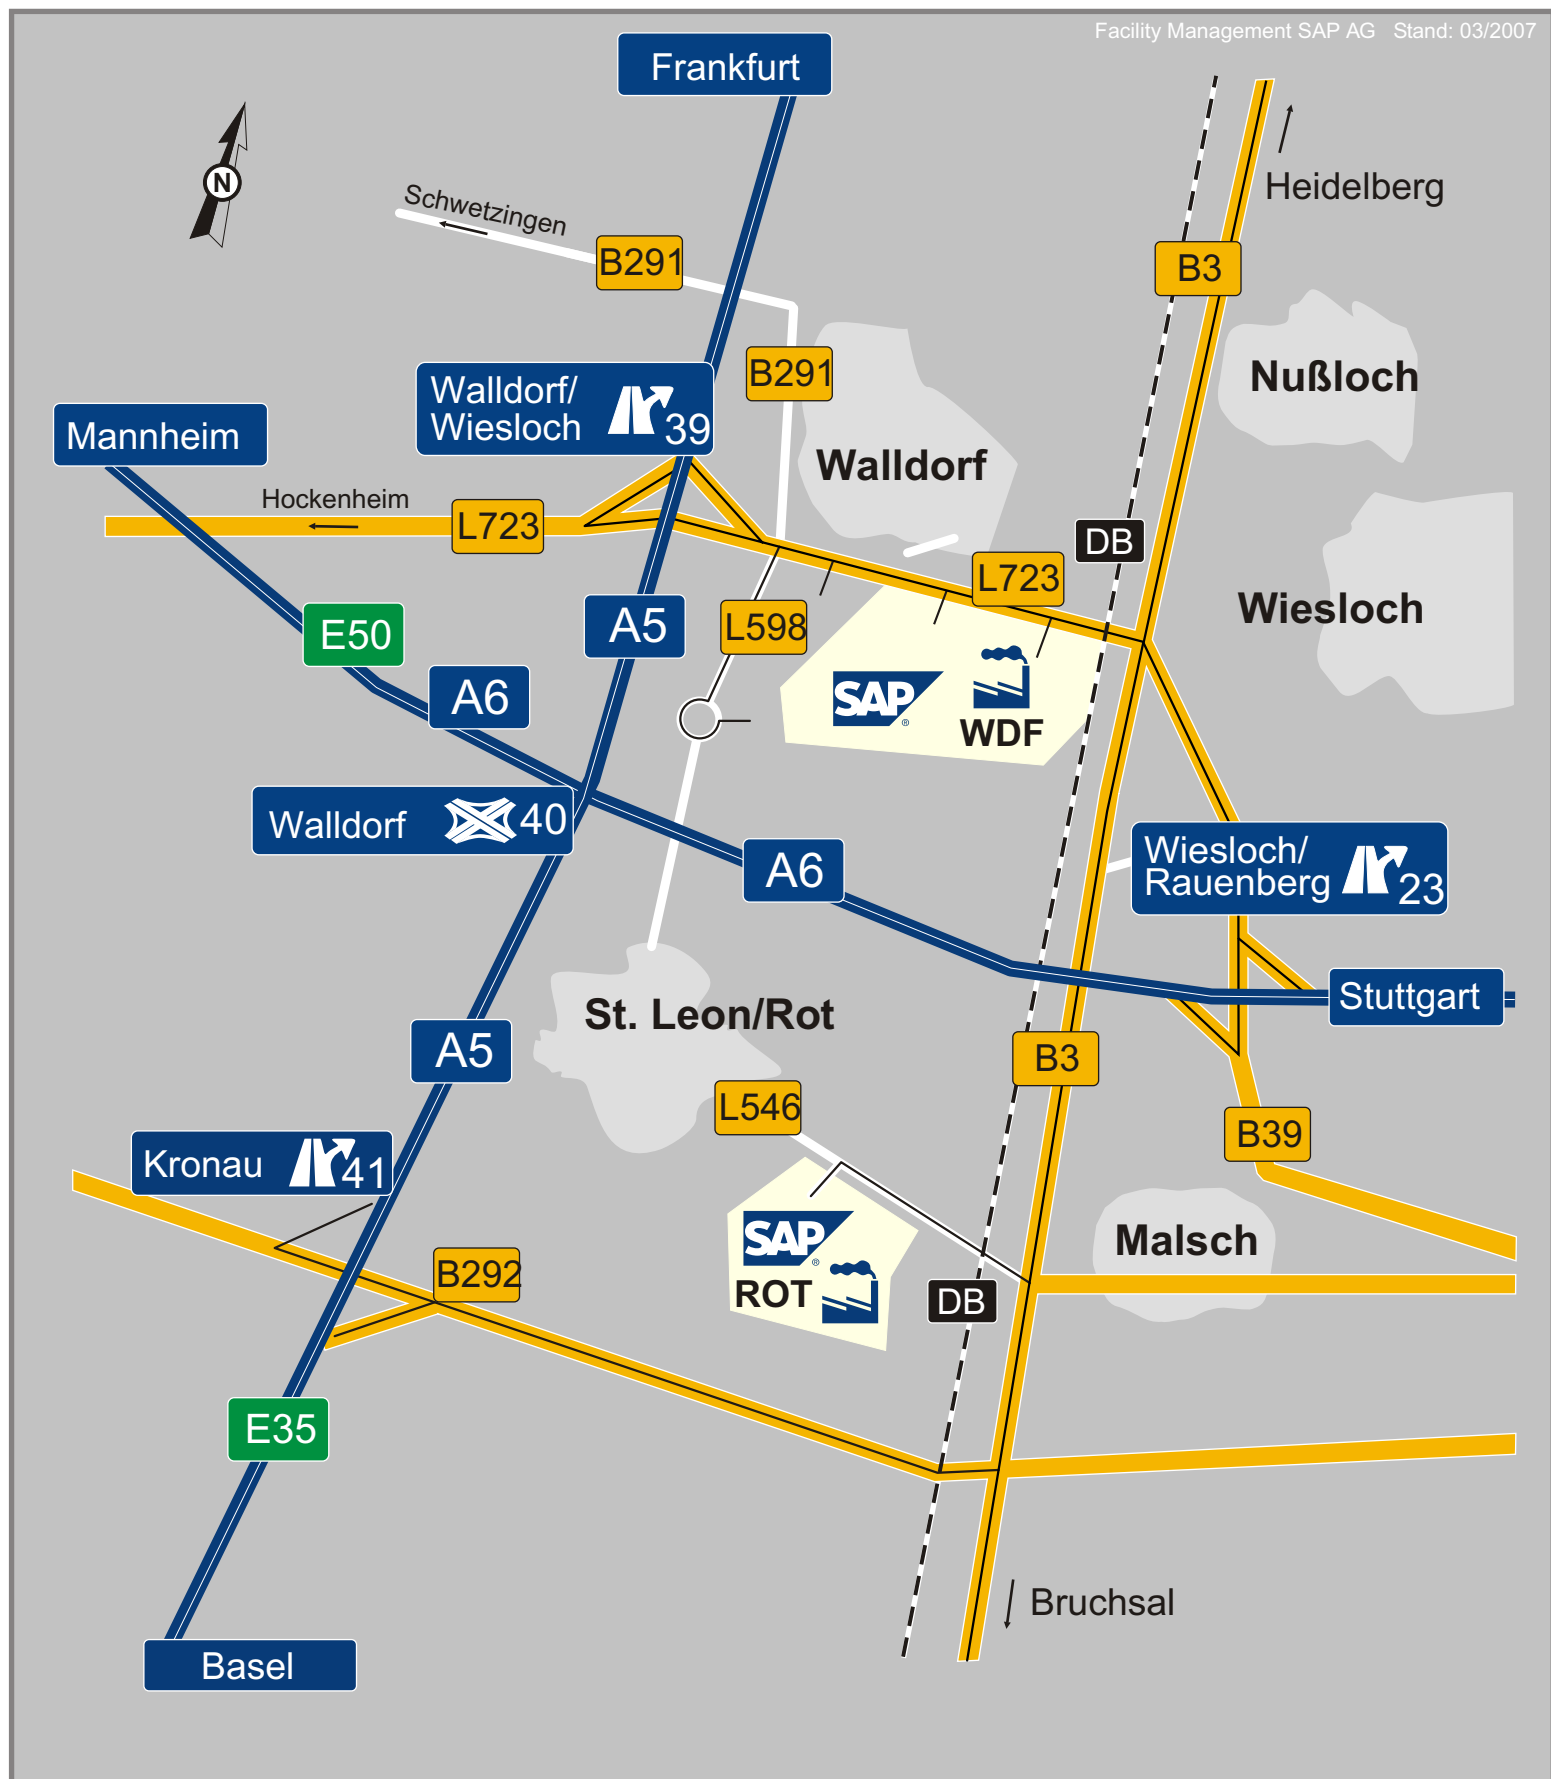 Facility Management SAP AG Stand: 03/2007
Frankfurt
N
Heidelberg
Schwetzingen
B291
B3
B291
Nußloch
Walldorf/
Wiesloch 39
Mannheim
Walldorf
Hockenheim
L723
DB
L723
Wiesloch
E50
A5
L598
A6
SAP
®
WDF
Walldorf 40
A6
Wiesloch/
Rauenberg 23
Stuttgart
St. Leon/Rot
A5
B3
L546
B39
Kronau 41
SAP
®
Malsch
B292
ROT
DB
E35
Bruchsal
Basel